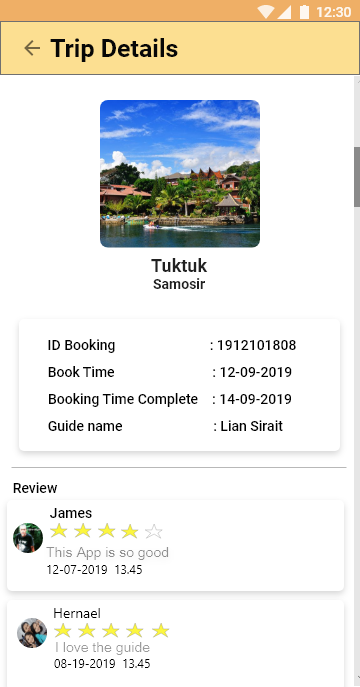 12:30
Trip Details
Tuktuk
Samosir
ID Booking : 1912101808
Book Time : 12-09-2019
Booking Time Complete : 14-09-2019
Guide name : Lian Sirait
Review
James
This App is so good
12-07-2019 13.45
Hernael
I love the guide
08-19-2019 13.45